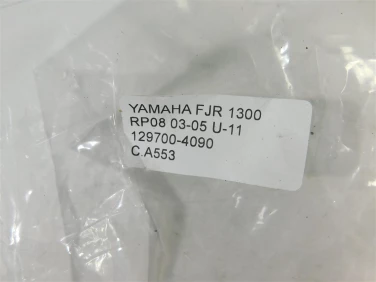 YAMAHA FJR 1300
RP08 03-05 U-11
129700-4090
C.A553